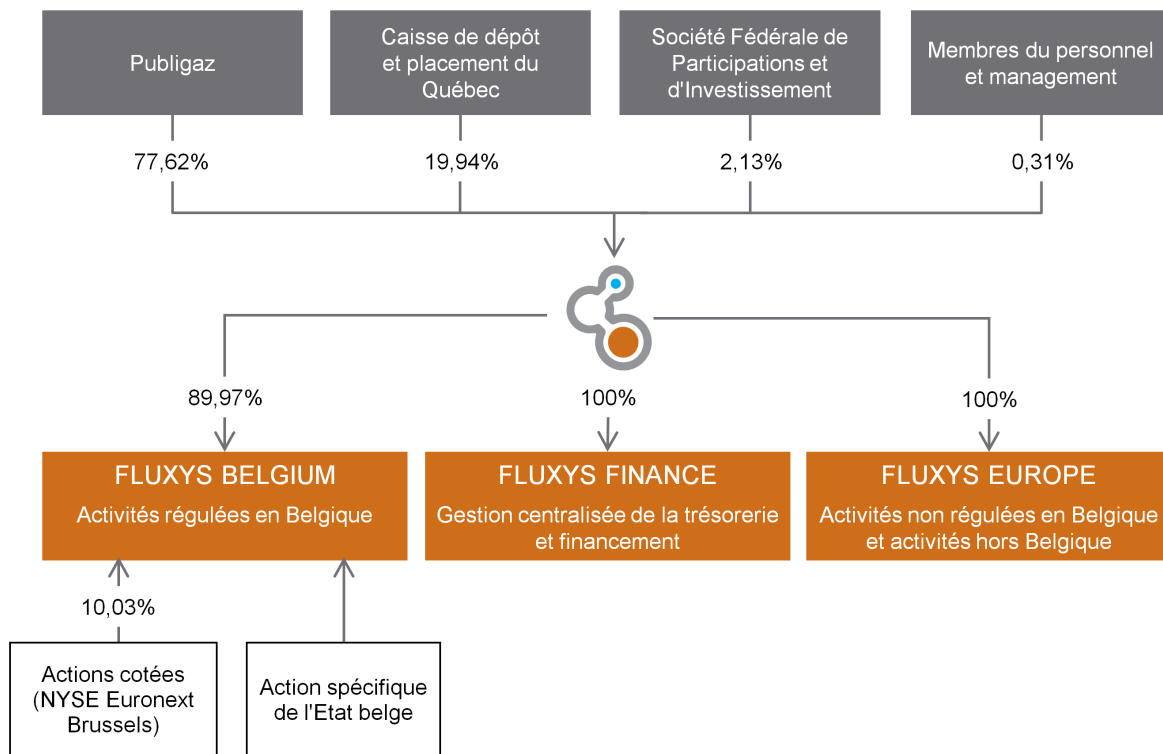 Publigaz
Caisse de dépôt
et placement du
Québec
Société Fédérale de
Participations et
d'Investissement
Membres du personnel
et management
77,62%
19,94%
2,13%
0,31%
89,97%
100%
100%
FLUXYS BELGIUM
Activités régulées en Belgique
FLUXYS FINANCE
Gestion centralisée de la trésorerie
et financement
FLUXYS EUROPE
Activités non régulées en Belgique
et activités hors Belgique
10,03%
Actions cotées
(NYSE Euronext
Brussels)
Action spécifique
de l'Etat belge